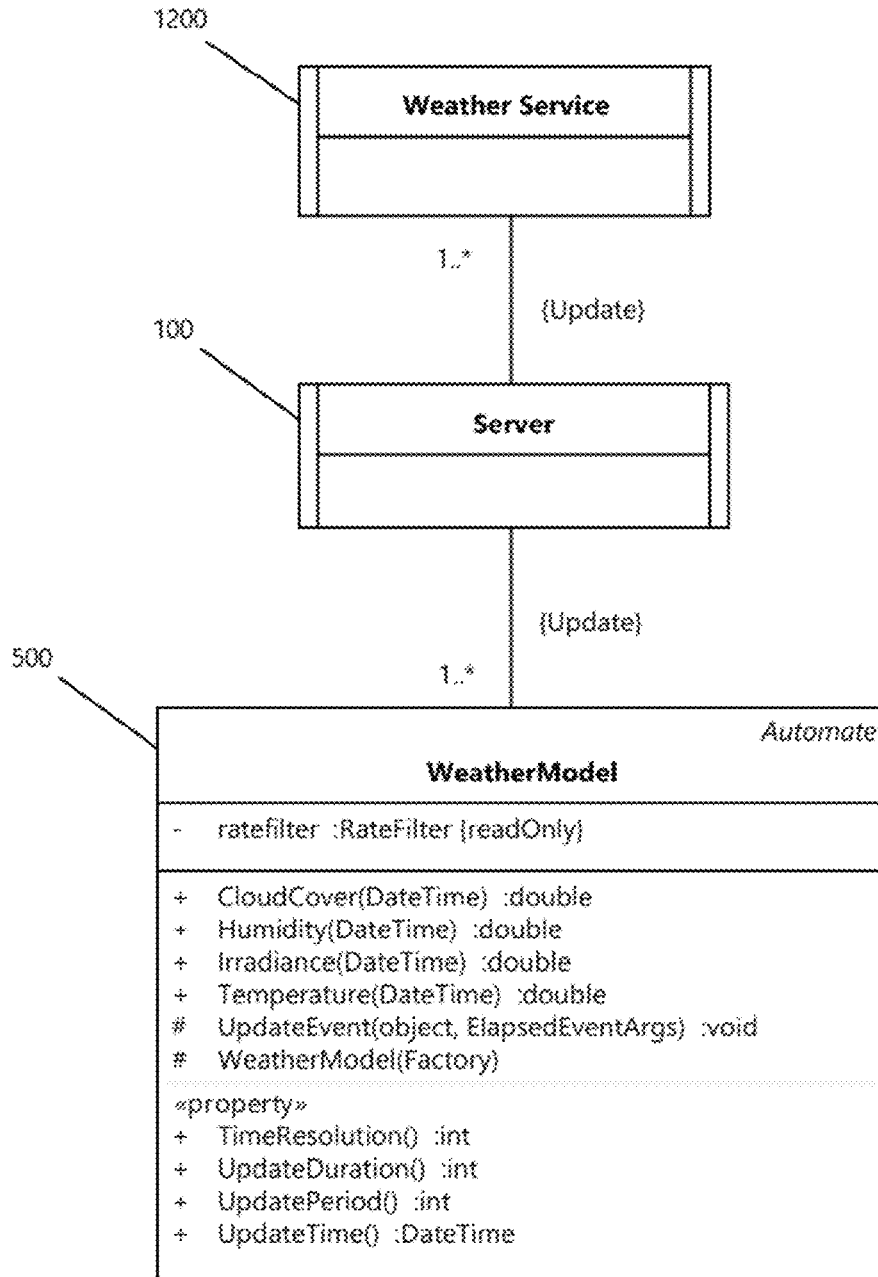 1200
Weather Service
1..*
{Update}
100
Server
{Update}
500
1..*
Automate
WeatherModel
- ratefilter :RateFilter {readOnly}
+ CloudCover(DateTime) :double
+ Humidity(DateTime) :double
+ Irradiance(DateTime) :double
+ Temperature(DateTime) :double
# UpdateEvent(object, ElapsedEventArgs) :void
# WeatherModel(Factory)
«property»
+ TimeResolution() :int
+ UpdateDuration() :int
+ UpdatePeriod() :int
+ UpdateTime() :DateTime